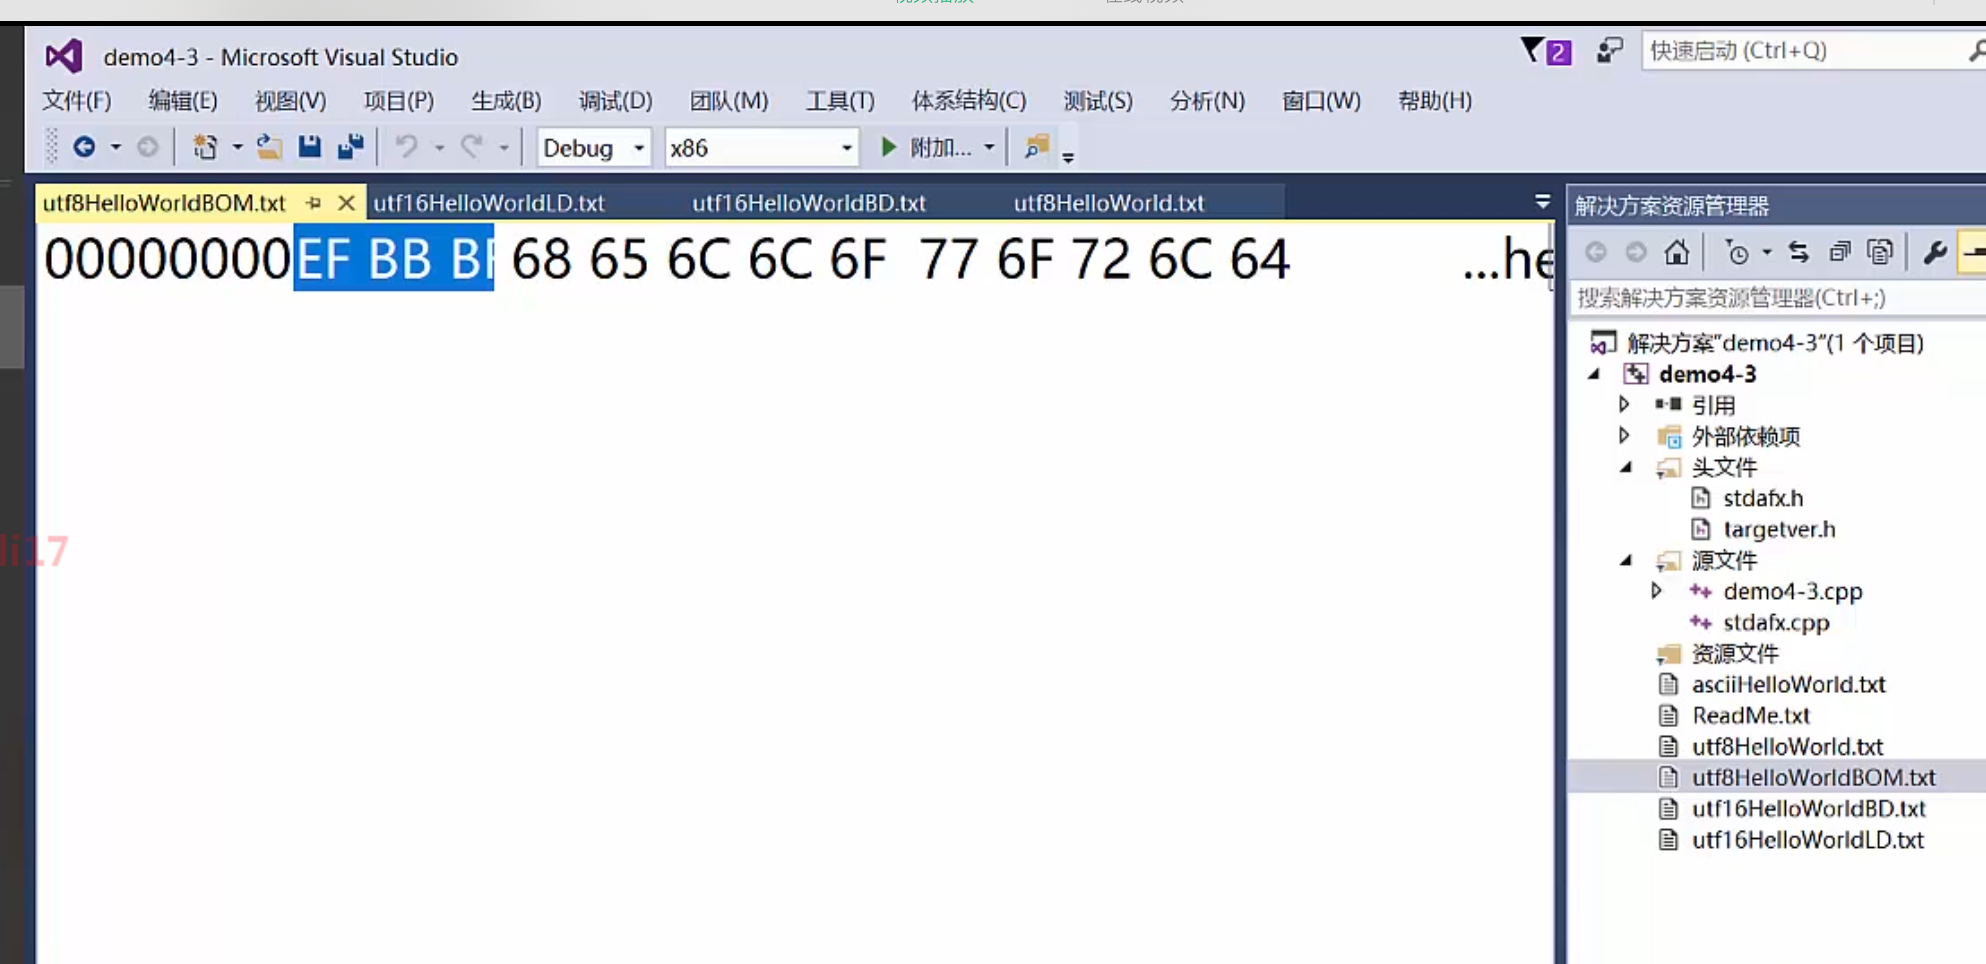 demo4-3 - Microsoft Visual Studio
2
快速启动 (Ctrl+Q)
文件(F) 编辑(E) 视图(V) 项目(P) 生成(B) 调试(D) 团队(M) 工具(T) 体系结构(C) 测试(S) 分析(N) 窗口(W) 帮助(H)
Debug x86 附加...
utf8HelloWorldBOM.txt utf16HelloWorldLD.txt utf16HelloWorldBD.txt utf8HelloWorld.txt
00000000 EF BB BF 68 65 6C 6C 6F 77 6F 72 6C 64 ...he
li17
解决方案资源管理器
搜索解决方案资源管理器(Ctrl+;)
解决方案"demo4-3"(1 个项目)
demo4-3
引用
外部依赖项
头文件
stdafx.h
targetver.h
源文件
demo4-3.cpp
stdafx.cpp
资源文件
asciiHelloWorld.txt
ReadMe.txt
utf8HelloWorld.txt
utf8HelloWorldBOM.txt
utf16HelloWorldBD.txt
utf16HelloWorldLD.txt